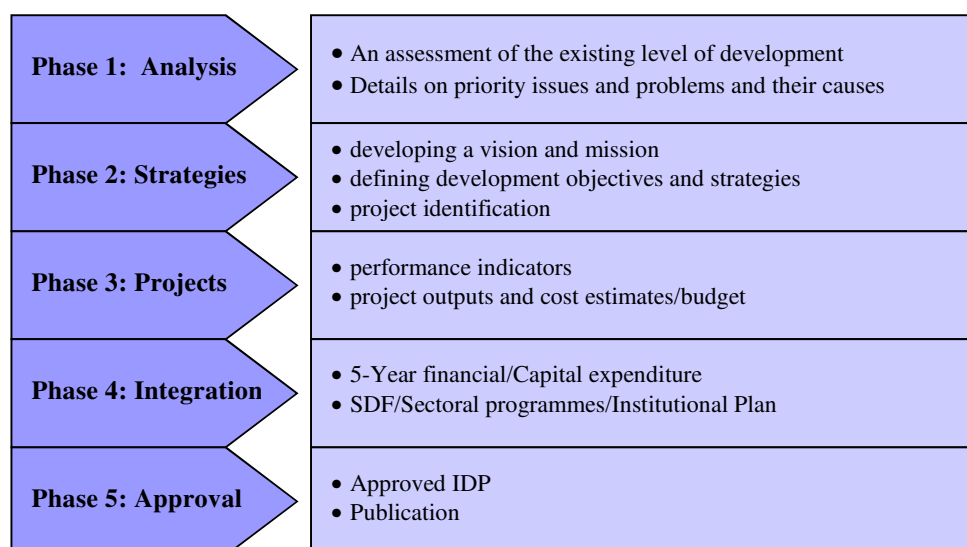 Phase 1: Analysis
• An assessment of the existing level of development
• Details on priority issues and problems and their causes
Phase 2: Strategies
• developing a vision and mission
• defining development objectives and strategies
• project identification
Phase 3: Projects
• performance indicators
• project outputs and cost estimates/budget
Phase 4: Integration
• 5-Year financial/Capital expenditure
• SDF/Sectoral programmes/Institutional Plan
Phase 5: Approval
• Approved IDP
• Publication